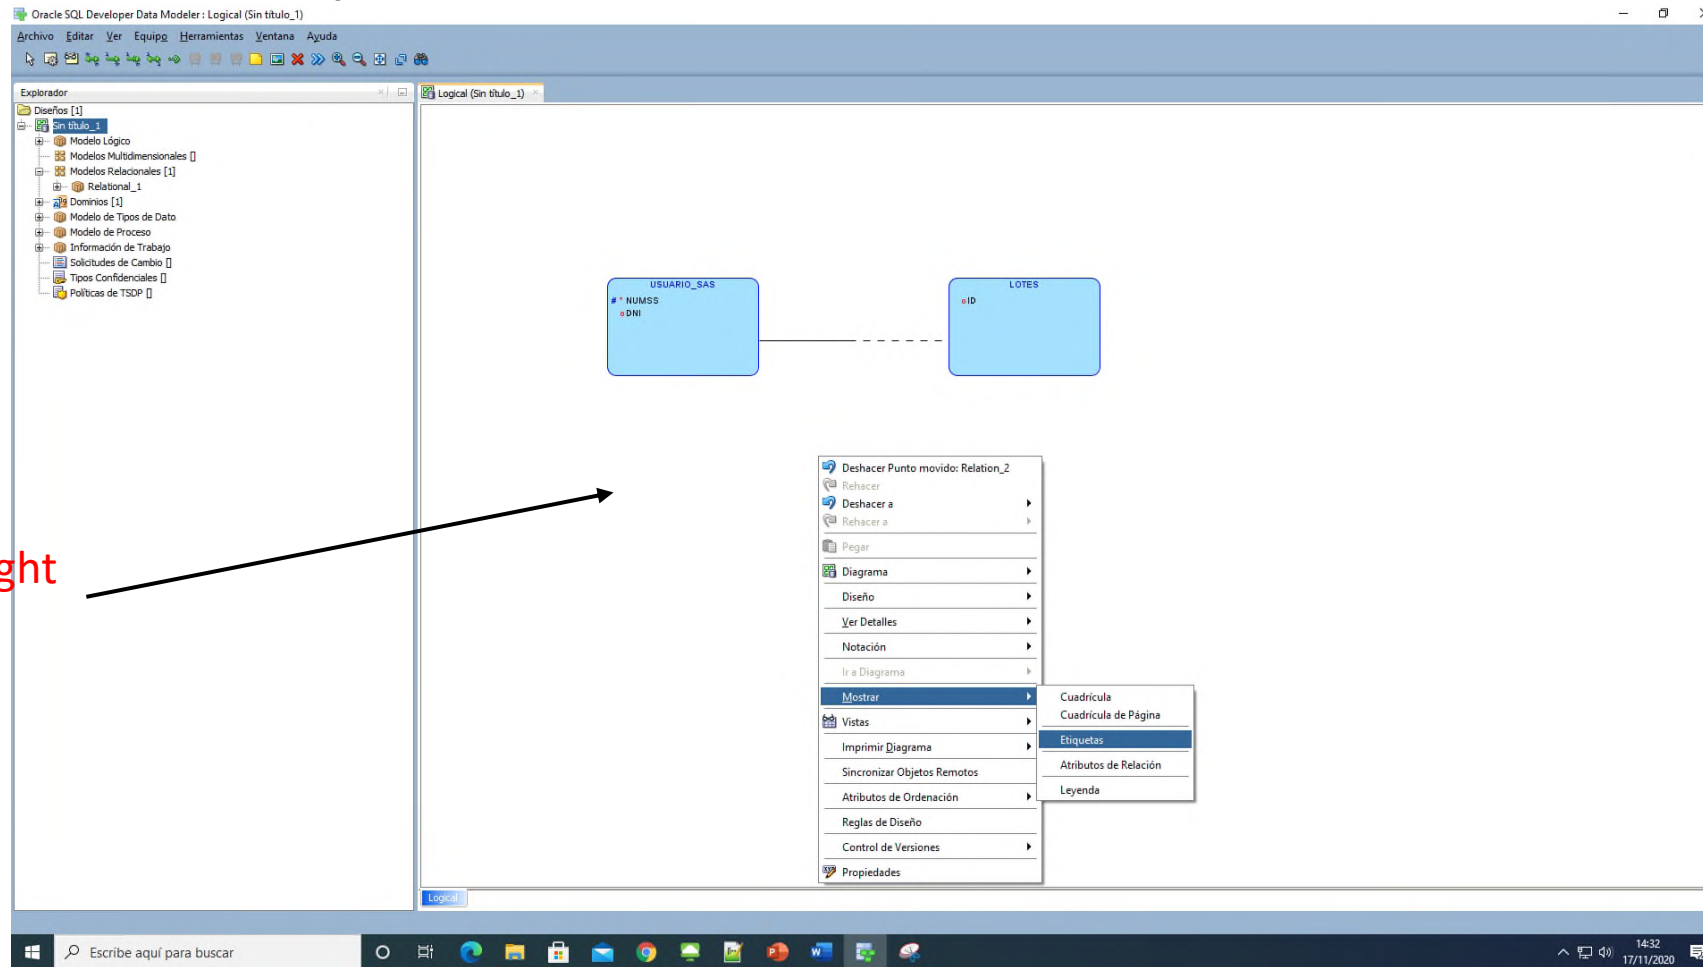 Oracle SQL Developer Data Modeler : Logical (Sin título_1)
Archivo Editar Ver Equipo Herramientas Ventana Ayuda
Explorador
Diseños [1]
Sin título_1
Modelo Lógico
Modelos Multidimensionales []
Modelos Relacionales [1]
Relational_1
Dominios [1]
Modelo de Tipos de Dato
Modelo de Proceso
Información de Trabajo
Solicitudes de Cambio []
Tipos Confidenciales []
Políticas de TSDP []
Logical (Sin título_1)
USUARIO_SAS
# * NUMSS
o DNI
LOTES
o ID
ght
Deshacer Punto movido: Relation_2
Rehacer
Deshacer a
Rehacer a
Pegar
Diagrama
Diseño
Ver Detalles
Notación
Ir a Diagrama
Mostrar
Vistas
Imprimir Diagrama
Sincronizar Objetos Remotos
Atributos de Ordenación
Reglas de Diseño
Control de Versiones
Propiedades
Cuadrícula
Cuadrícula de Página
Etiquetas
Atributos de Relación
Leyenda
Logical
Escribe aquí para buscar
14:32
17/11/2020